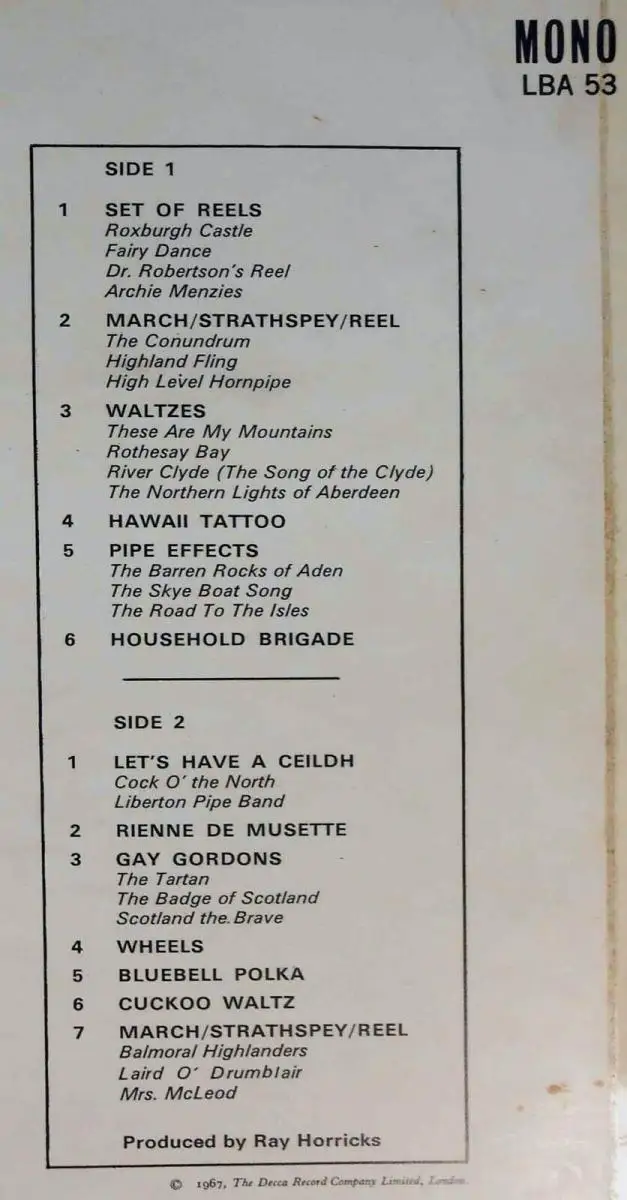 MONO
LBA 53
SIDE 1
1 SET OF REELS
Roxburgh Castle
Fairy Dance
Dr. Robertson's Reel
Archie Menzies
2 MARCH/STRATHSPEY/REEL
The Conundrum
Highland Fling
High Level Hornpipe
3 WALTZES
These Are My Mountains
Rothesay Bay
River Clyde (The Song of the Clyde)
The Northern Lights of Aberdeen
4 HAWAII TATTOO
5 PIPE EFFECTS
The Barren Rocks of Aden
The Skye Boat Song
The Road To The Isles
6 HOUSEHOLD BRIGADE
SIDE 2
1 LET'S HAVE A CEILDH
Cock O' the North
Liberton Pipe Band
2 RIENNE DE MUSETTE
3 GAY GORDONS
The Tartan
The Badge of Scotland
Scotland the Brave
4 WHEELS
5 BLUEBELL POLKA
6 CUCKOO WALTZ
7 MARCH/STRATHSPEY/REEL
Balmoral Highlanders
Laird O' Drumblair
Mrs. McLeod
Produced by Ray Horricks
© 1967, The Decca Record Company Limited, London